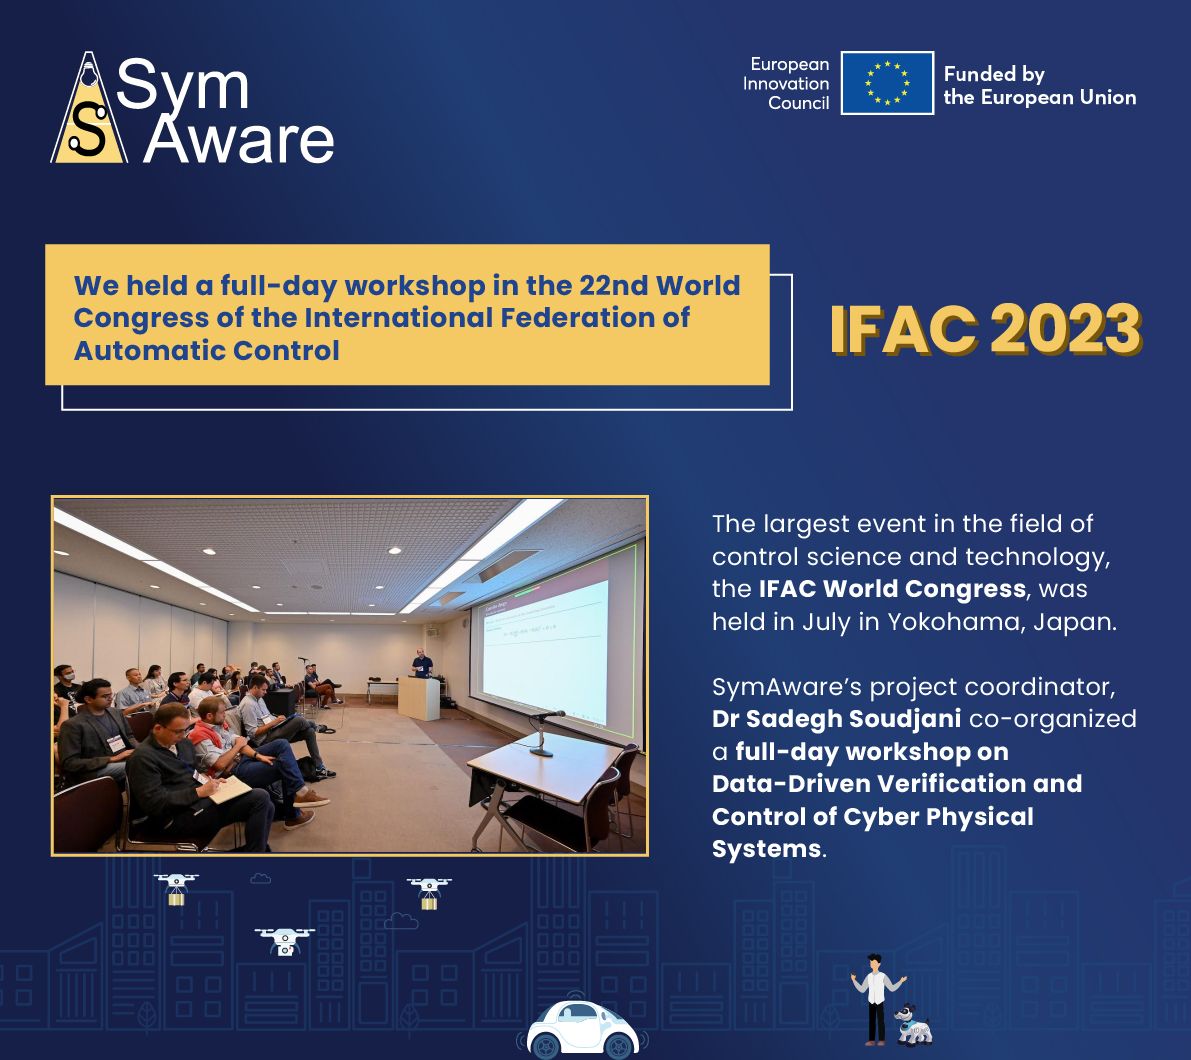 Sym
Aware
S
European
Innovation
Council
Funded by
the European Union
We held a full-day workshop in the 22nd World
Congress of the International Federation of
Automatic Control
IFAC 2023
The largest event in the field of
control science and technology,
the IFAC World Congress, was
held in July in Yokohama, Japan.
SymAware’s project coordinator,
Dr Sadegh Soudjani co-organized
a full-day workshop on
Data-Driven Verification and
Control of Cyber Physical
Systems.